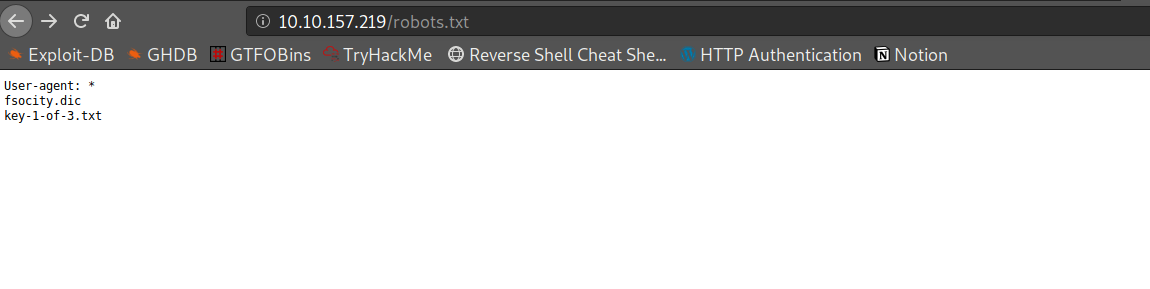 10.10.157.219/robots.txt
Exploit-DB GHDB GTFOBins TryHackMe Reverse Shell Cheat She... HTTP Authentication Notion
User-agent: *
fsocity.dic
key-1-of-3.txt